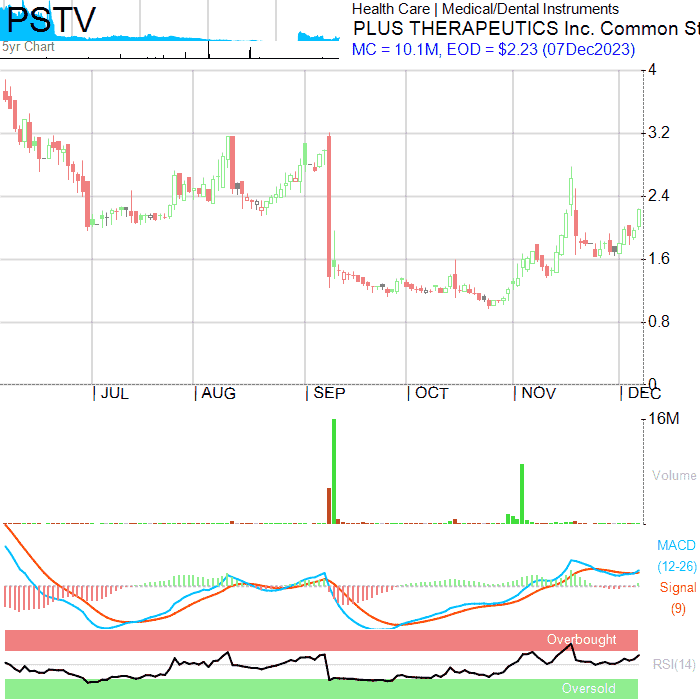 PSTV
5yr Chart
Health Care | Medical/Dental Instruments
PLUS THERAPEUTICS Inc. Common St
MC = 10.1M, EOD = $2.23 (07Dec2023)
4
3.2
2.4
1.6
0.8
0
JUL AUG SEP OCT NOV DEC
16M
Volume
MACD
(12-26)
Signal
(9)
Overbought
RSI(14)
Oversold